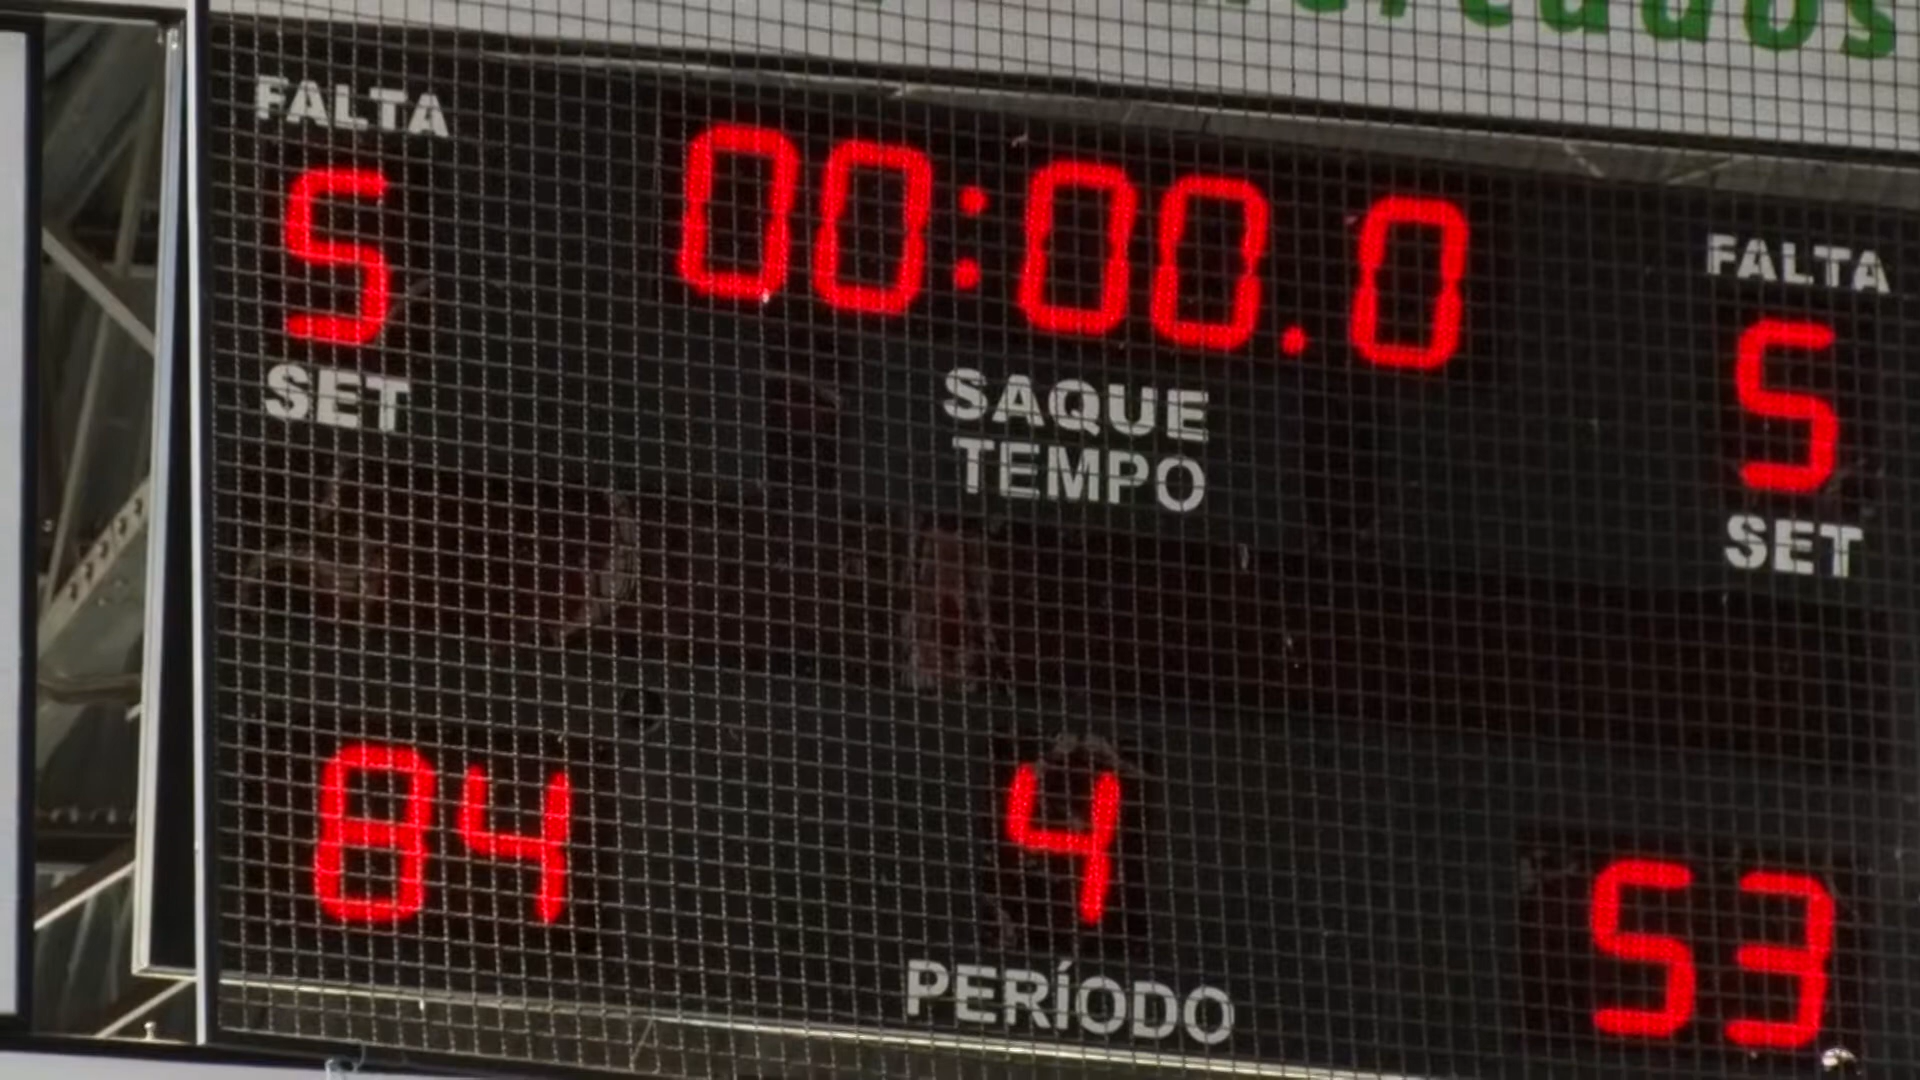 FALTA
00:00.0
FALTA
5
5
SET
SAQUE
TEMPO
SET
84
4
53
PERÍODO